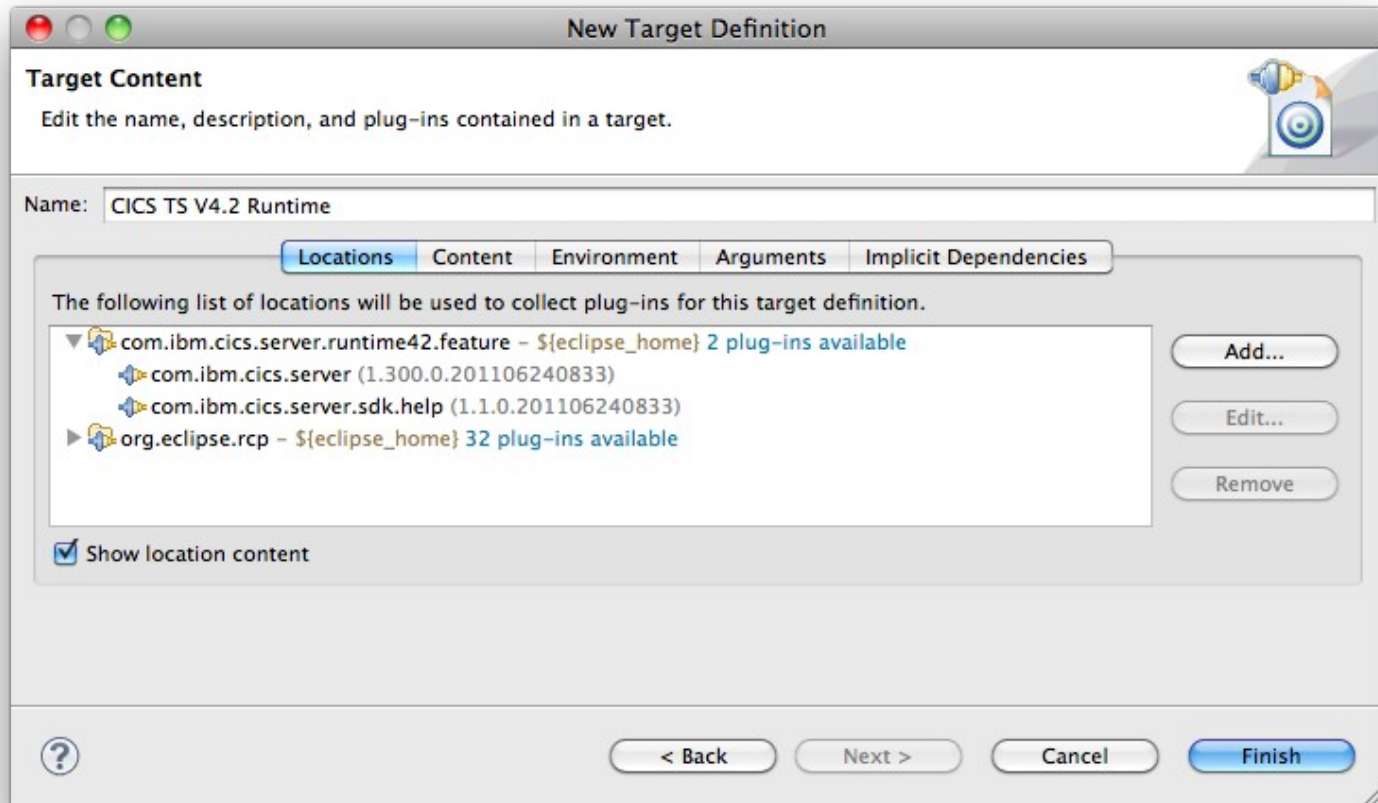 New Target Definition
Target Content
Edit the name, description, and plug-ins contained in a target.
Name: CICS TS V4.2 Runtime
Locations Content Environment Arguments Implicit Dependencies
The following list of locations will be used to collect plug-ins for this target definition.
com.ibm.cics.server.runtime42.feature - ${eclipse_home} 2 plug-ins available
com.ibm.cics.server (1.300.0.201106240833)
com.ibm.cics.server.sdk.help (1.1.0.201106240833)
org.eclipse.rcp - ${eclipse_home} 32 plug-ins available
Add...
Edit...
Remove
Show location content
? < Back Next > Cancel Finish